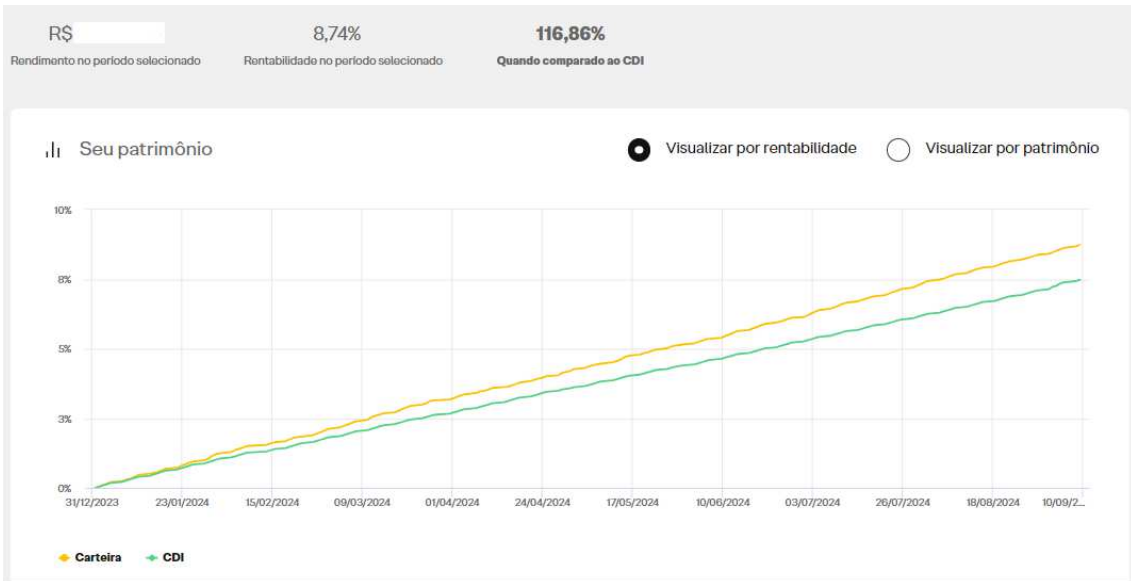 R$ 8,74% 116,86%
Rendimento no período selecionado Rentabilidade no período selecionado Quando comparado ao CDI
Seu patrimônio Visualizar por rentabilidade Visualizar por patrimônio
10%
8%
5%
3%
0%
31/12/2023 23/01/2024 15/02/2024 09/03/2024 01/04/2024 24/04/2024 17/05/2024 10/06/2024 03/07/2024 26/07/2024 18/08/2024 10/09/2...
Carteira CDI